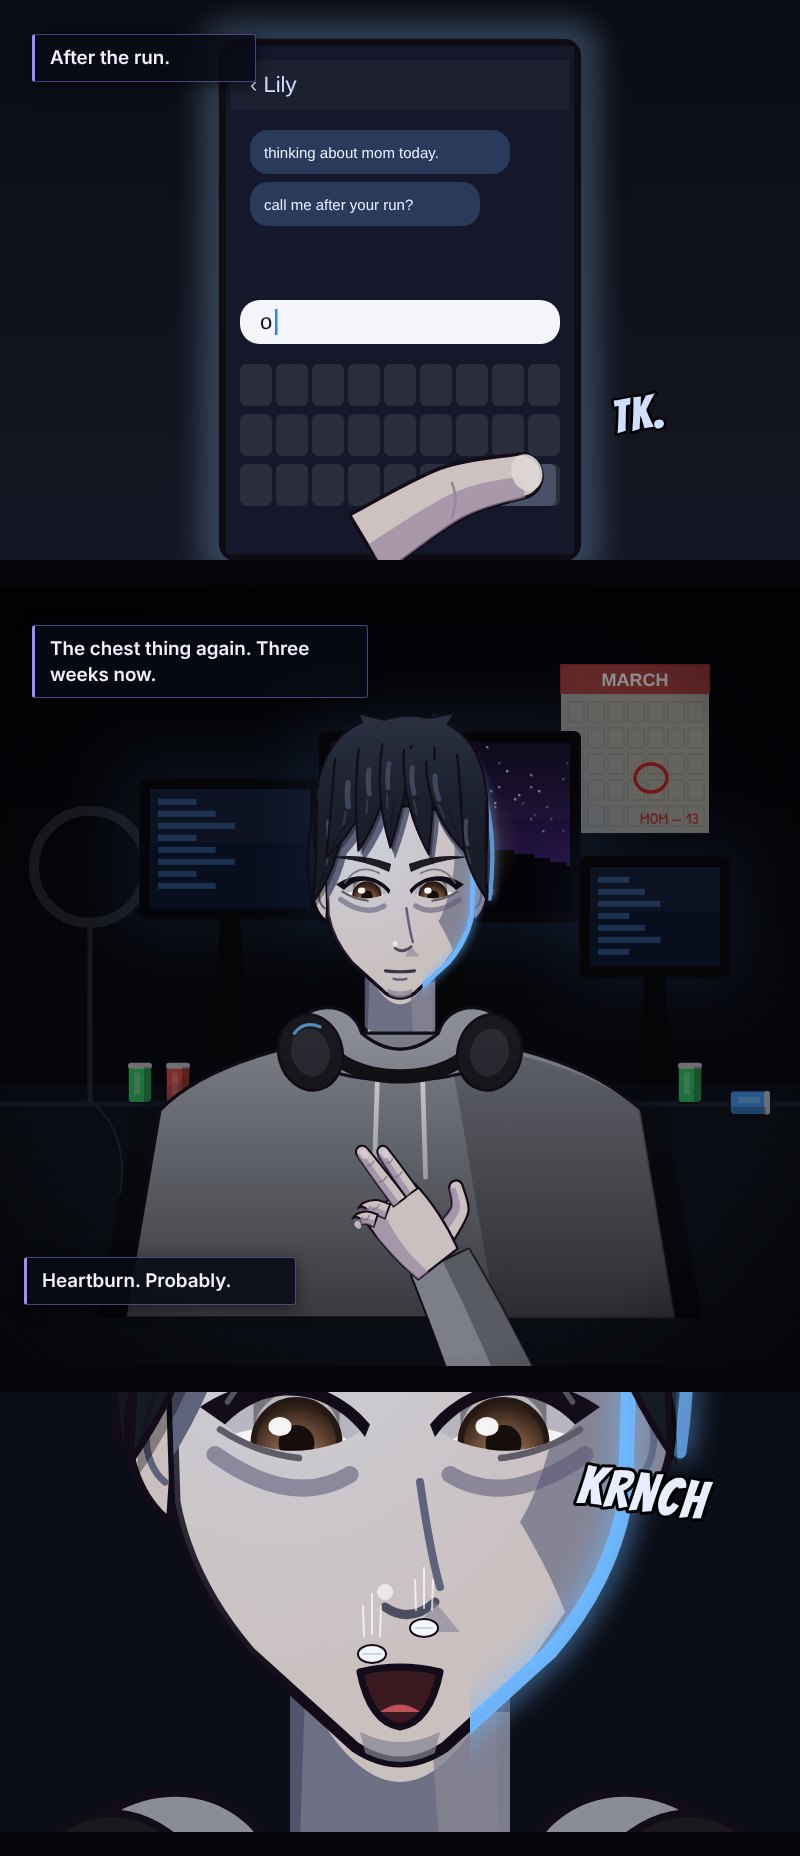 After the run.
‹ Lily
thinking about mom today.
call me after your run?
o
TK.
The chest thing again. Three
weeks now.
MARCH
MOM — 13
Heartburn. Probably.
KRNCH